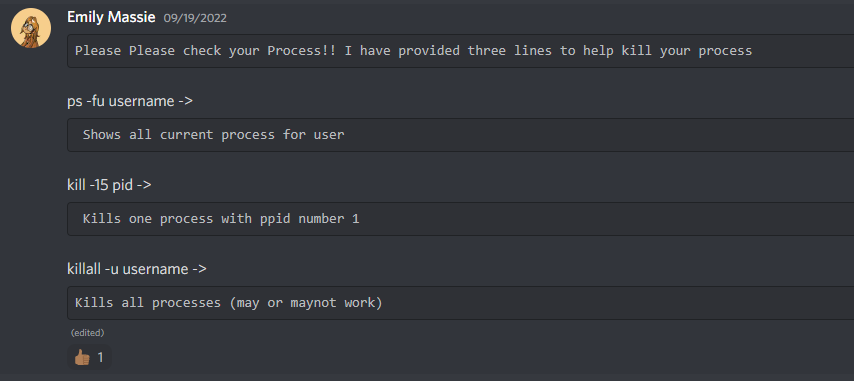 Emily Massie 09/19/2022
Please Please check your Process!! I have provided three lines to help kill your process
ps -fu username ->
Shows all current process for user
kill -15 pid ->
Kills one process with ppid number 1
killall -u username ->
Kills all processes (may or maynot work)
(edited)
1